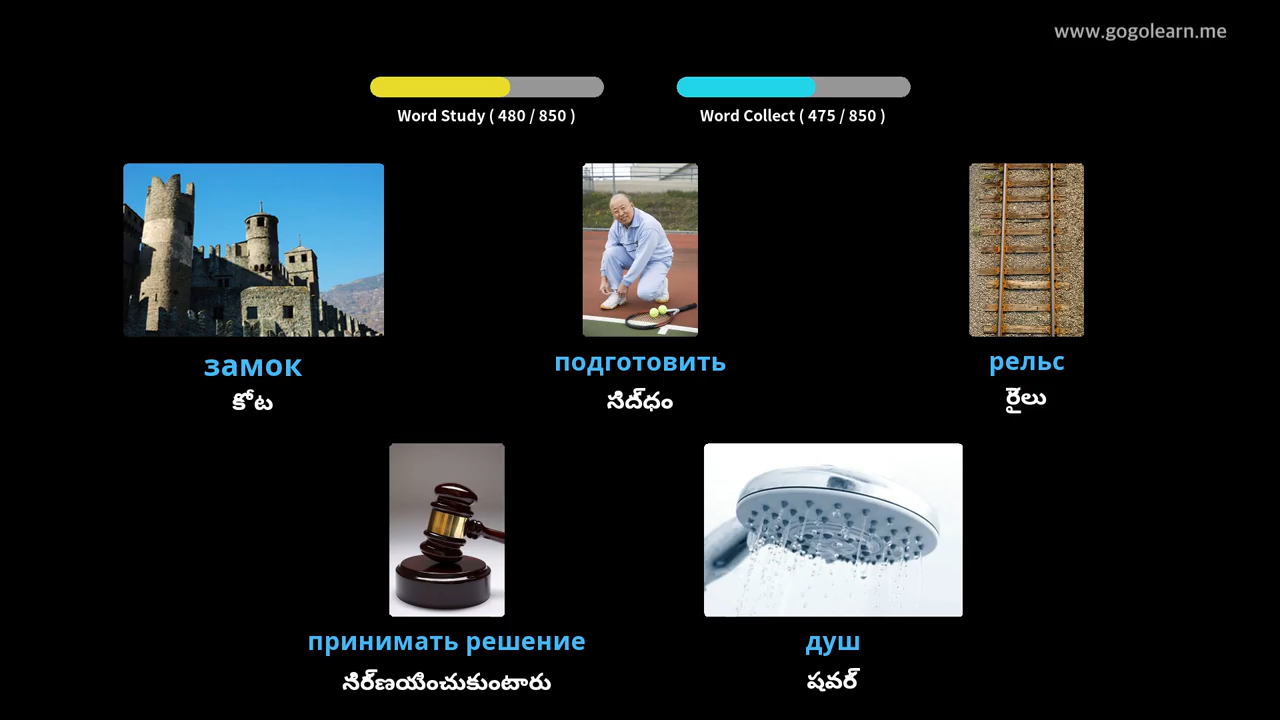 www.gogolearn.me
Word Study ( 480 / 850 )
Word Collect ( 475 / 850 )
замок
కోట
подготовить
సిద్ధం
рельс
రైలు
принимать решение
నిర్ణయించుకుంటారు
душ
షవర్